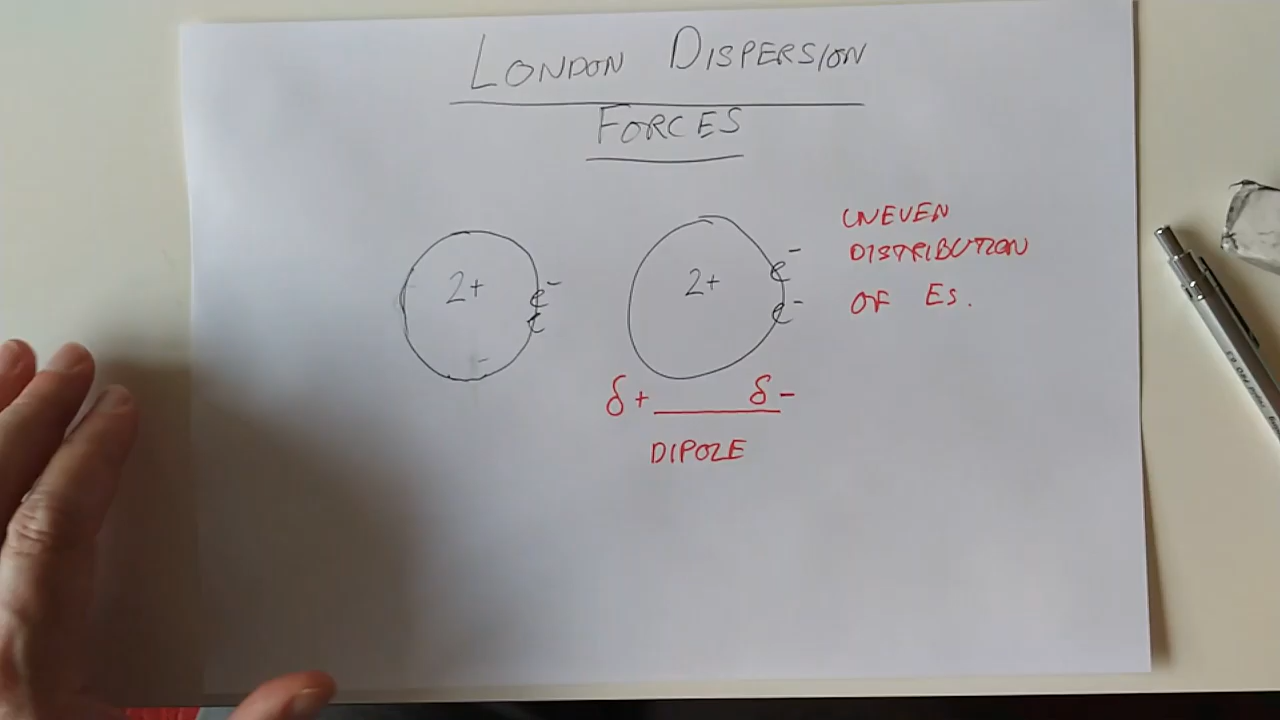 LONDON DISPERSION
FORCES
2+
e-
e
2+
e-
e-
UNEVEN
DISTRIBUTION
OF ES.
δ+ δ-
DIPOLE